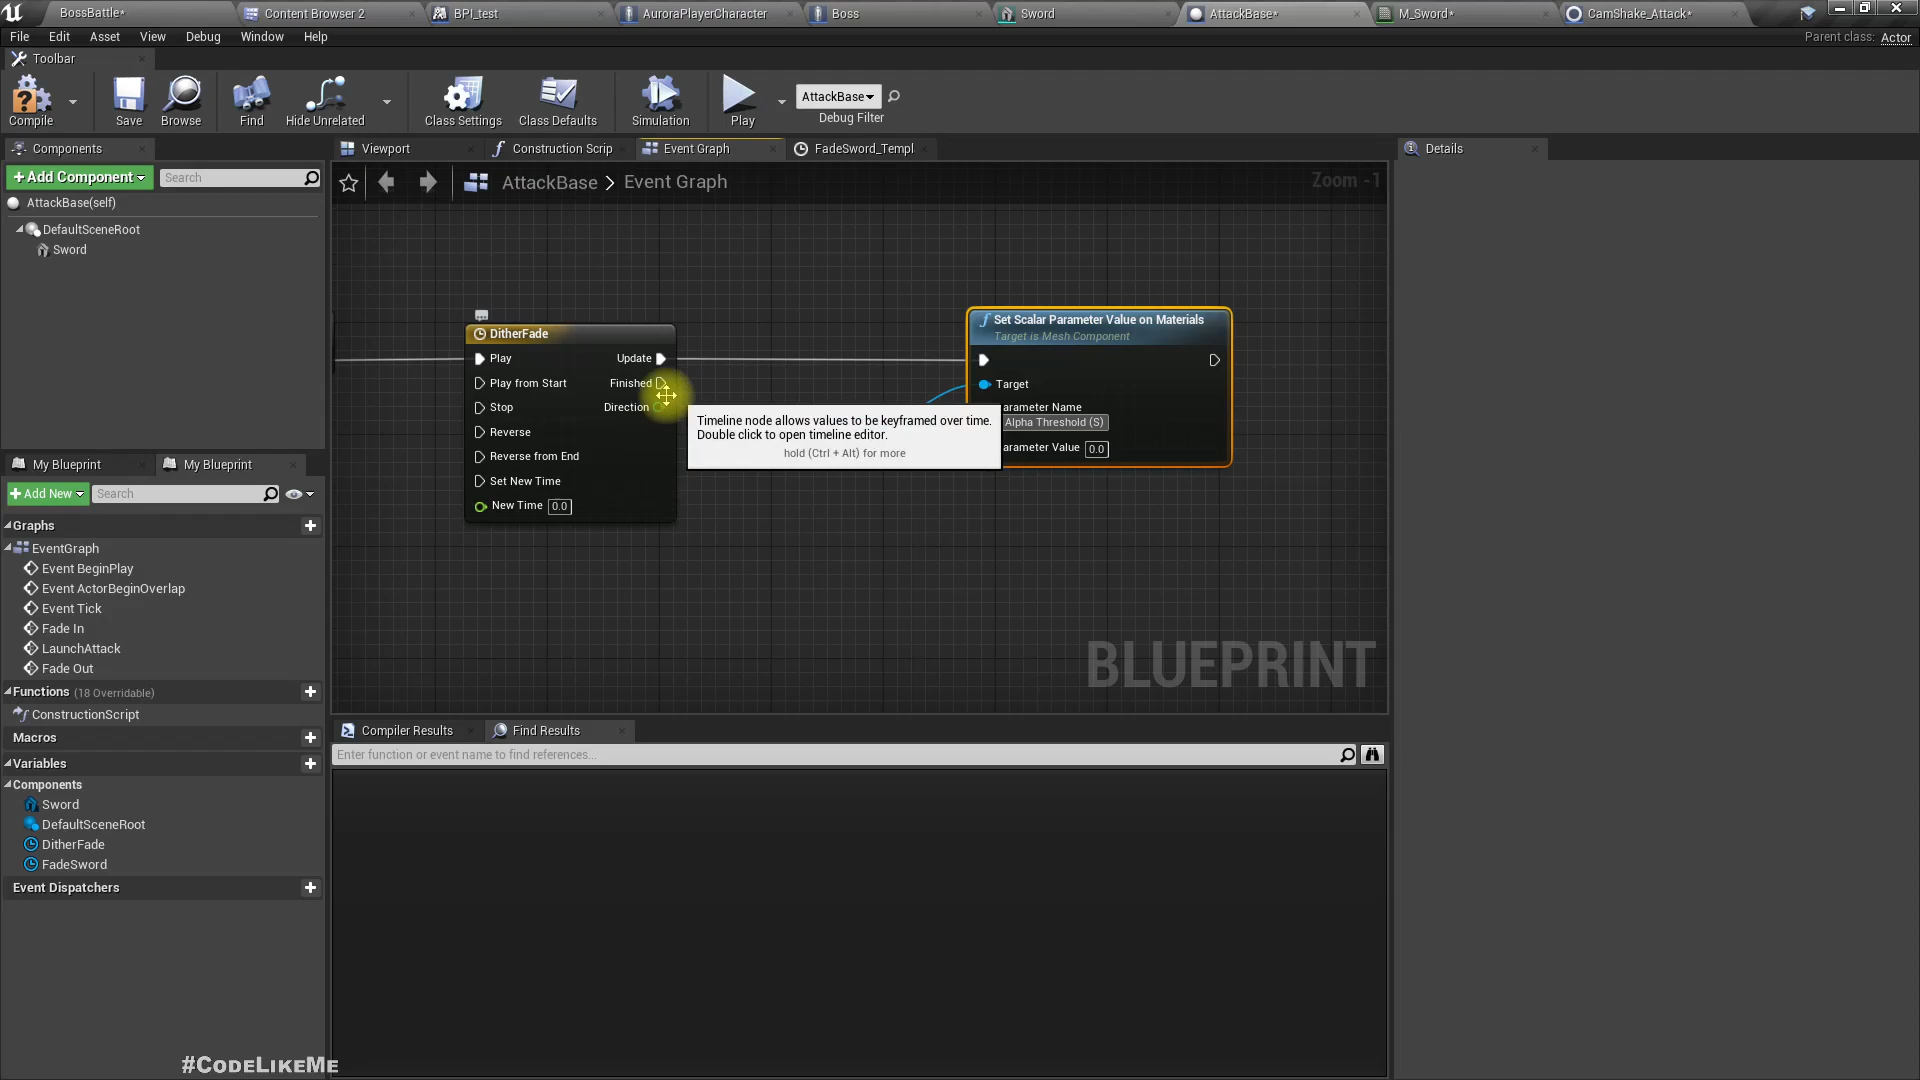 BossBattle*
Content Browser 2
BPI_test
AuroraPlayerCharacter
Boss
Sword
AttackBase*
M_Sword*
CamShake_Attack*
File Edit Asset View Debug Window Help
Parent class: Actor
Toolbar
Compile
Save
Browse
Find
Hide Unrelated
Class Settings
Class Defaults
Simulation
Play
AttackBase
Debug Filter
Components
+ Add Component
Search
AttackBase(self)
DefaultSceneRoot
Sword
My Blueprint
My Blueprint
+ Add New
Search
Graphs
EventGraph
Event BeginPlay
Event ActorBeginOverlap
Event Tick
Fade In
LaunchAttack
Fade Out
Functions (18 Overridable)
ConstructionScript
Macros
Variables
Components
Sword
DefaultSceneRoot
DitherFade
FadeSword
Event Dispatchers
Viewport
Construction Scrip
Event Graph
FadeSword_Templ
AttackBase > Event Graph
Zoom -1
DitherFade
Play
Update
Play from Start
Finished
Stop
Direction
Reverse
Reverse from End
Set New Time
New Time 0.0
Timeline node allows values to be keyframed over time.
Double click to open timeline editor.
hold (Ctrl + Alt) for more
Set Scalar Parameter Value on Materials
Target is Mesh Component
Target
arameter Name
Alpha Threshold (S)
arameter Value 0.0
BLUEPRINT
Compiler Results
Find Results
Enter function or event name to find references...
Details
#CodeLikeMe